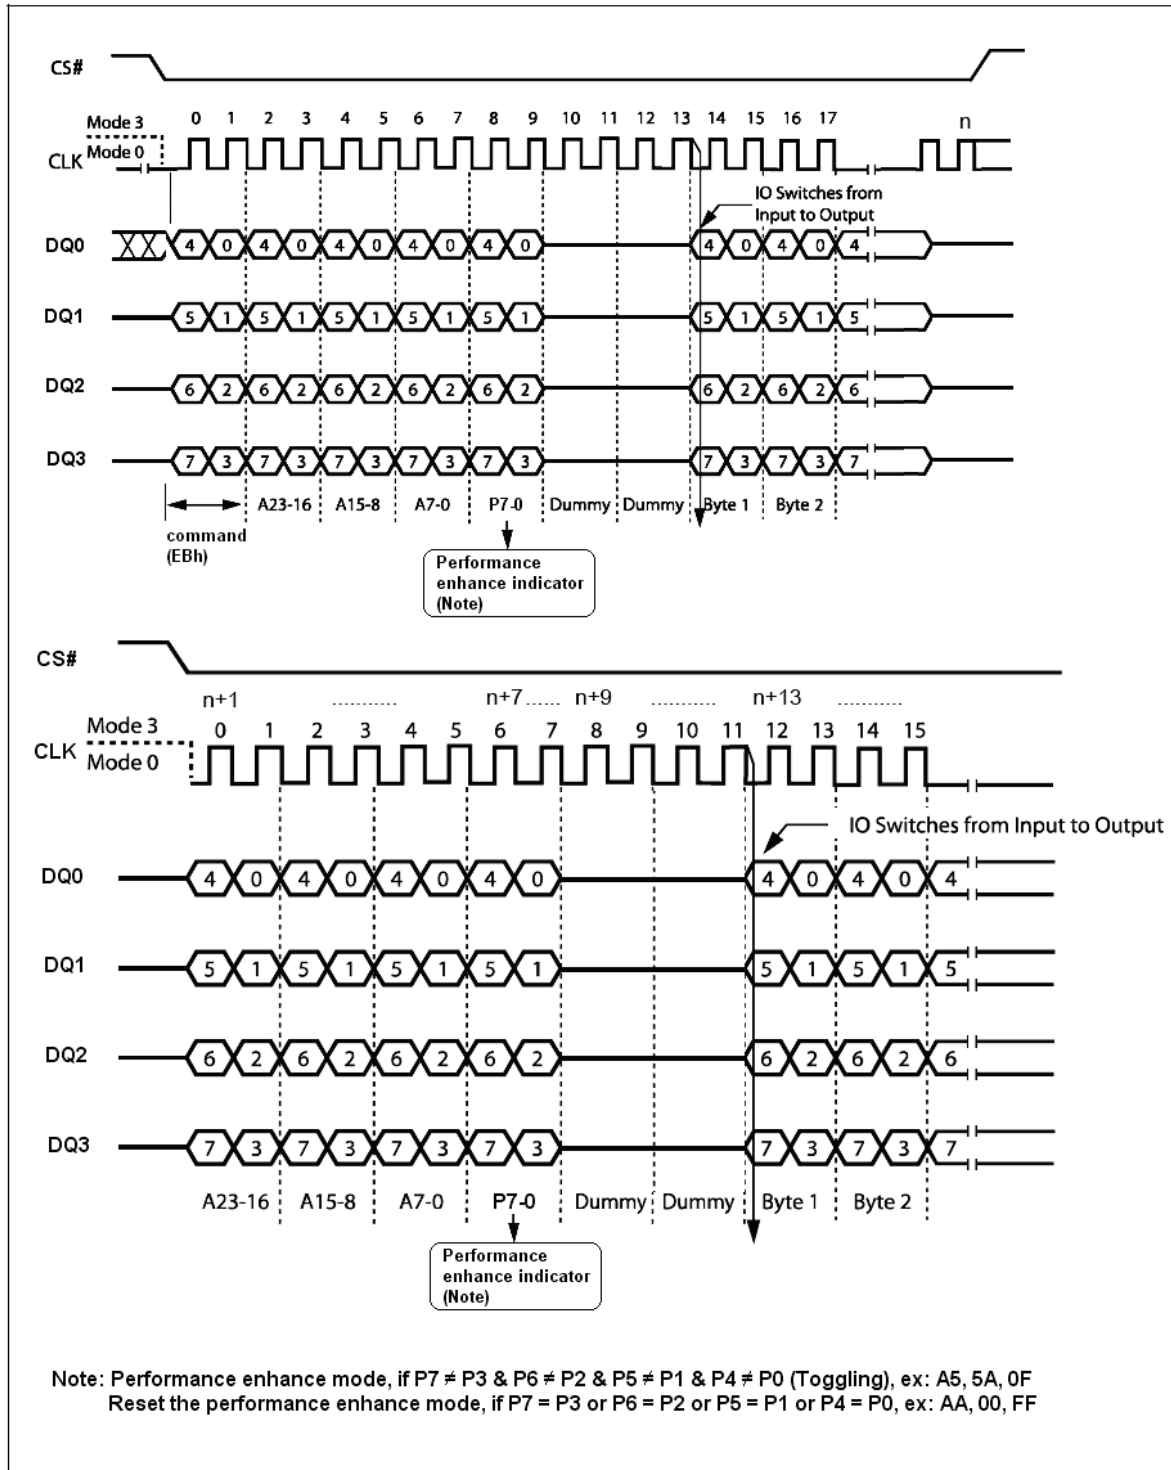 CS#
0 1 2 3 4 5 6 7 8 9 10 11 12 13 14 15 16 17 n
Mode 3
Mode 0
CLK
IO Switches from
Input to Output
DQ0 4 0 4 0 4 0 4 0 4 0 4 0 4 0 4
DQ1 5 1 5 1 5 1 5 1 5 1 5 1 5 1 5
DQ2 6 2 6 2 6 2 6 2 6 2 6 2 6 2 6
DQ3 7 3 7 3 7 3 7 3 7 3 7 3 7 3 7
A23-16 A15-8 A7-0 P7-0 Dummy Dummy Byte 1 Byte 2
command
(EBh)
Performance
enhance indicator
(Note)
CS#
n+1 ........... n+7 ...... n+9 ........... n+13 ...........
Mode 3
0 1 2 3 4 5 6 7 8 9 10 11 12 13 14 15
CLK
Mode 0
IO Switches from Input to Output
DQ0 4 0 4 0 4 0 4 0 4 0 4 0 4
DQ1 5 1 5 1 5 1 5 1 5 1 5 1 5
DQ2 6 2 6 2 6 2 6 2 6 2 6 2 6
DQ3 7 3 7 3 7 3 7 3 7 3 7 3 7
A23-16 A15-8 A7-0 P7-0 Dummy Dummy Byte 1 Byte 2
Performance
enhance indicator
(Note)
Note: Performance enhance mode, if P7 ≠ P3 & P6 ≠ P2 & P5 ≠ P1 & P4 ≠ P0 (Toggling), ex: A5, 5A, 0F
Reset the performance enhance mode, if P7 = P3 or P6 = P2 or P5 = P1 or P4 = P0, ex: AA, 00, FF